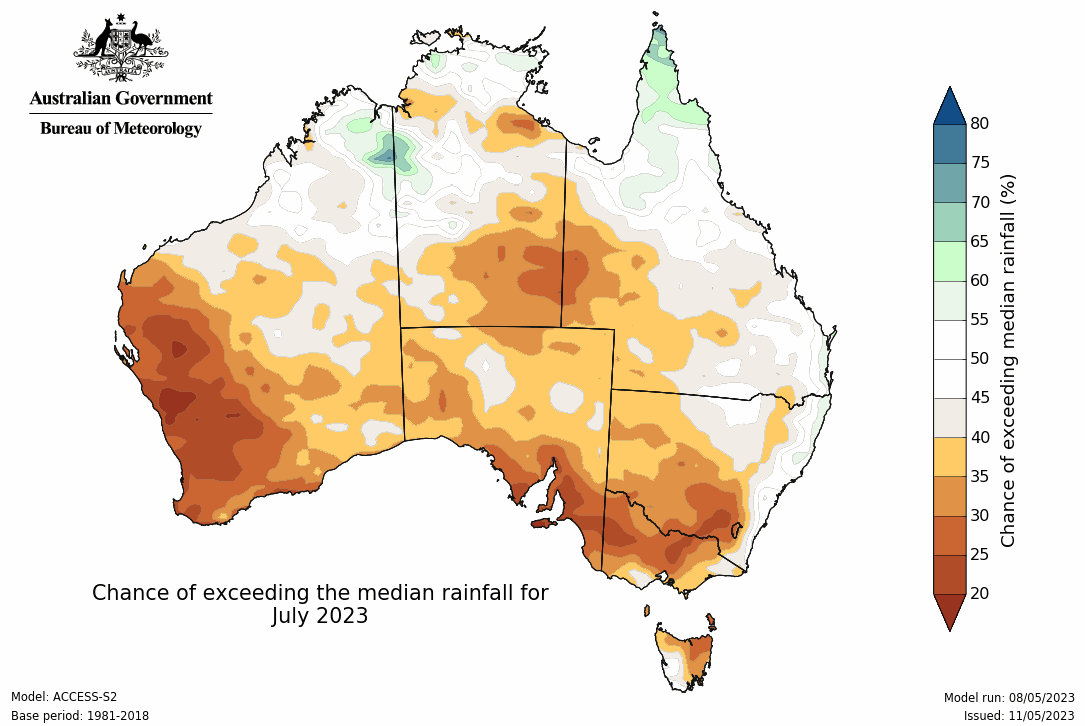 AUSTRALIA
Australian Government
Bureau of Meteorology
80
75
70
65
60
55
50
45
40
35
30
25
20
Chance of exceeding median rainfall (%)
Chance of exceeding the median rainfall for
July 2023
Model: ACCESS-S2
Base period: 1981-2018
Model run: 08/05/2023
Issued: 11/05/2023